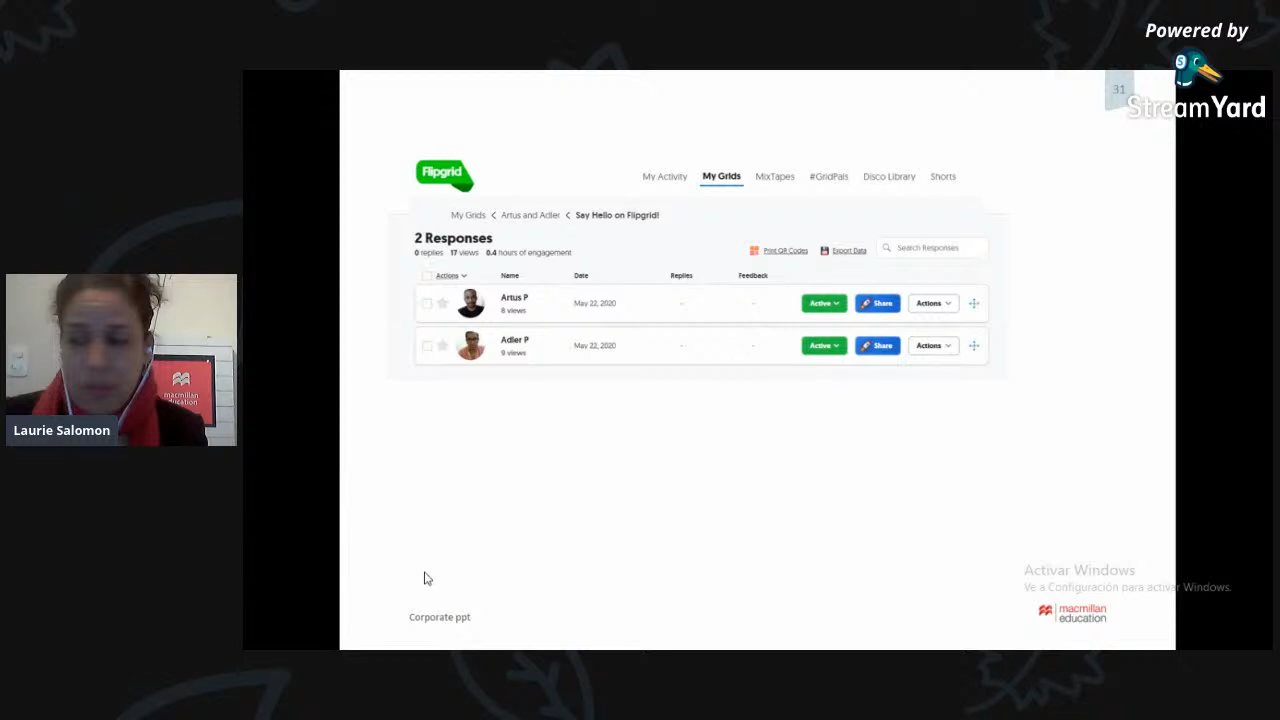 Powered by
StreamYard
31
Flipgrid
My Activity
My Grids
MixTapes
#GridPals
Disco Library
Shorts
My Grids < Artus and Adler < Say Hello on Flipgrid!
2 Responses
0 replies 17 views 0.4 hours of engagement
Print QR Codes
Export Data
Search Responses
Actions
Name
Date
Replies
Feedback
Artus P
8 views
May 22, 2020
-
-
Active
Share
Actions
Adler P
9 views
May 22, 2020
-
-
Active
Share
Actions
macmillan
education
Laurie Salomon
Activar Windows
Ve a Configuración para activar Windows.
Corporate ppt
macmillan
education